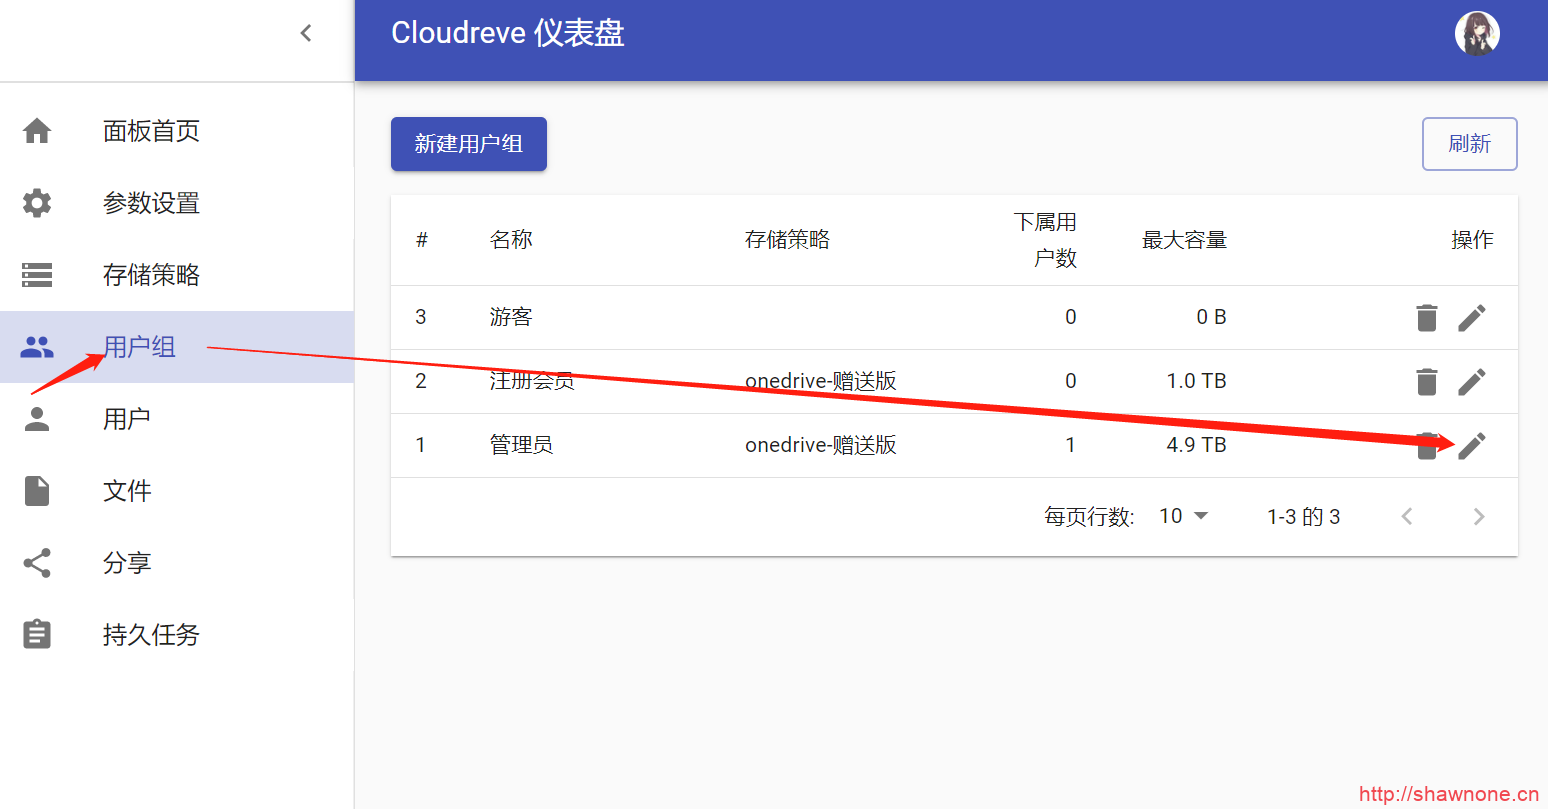 Cloudreve 仪表盘
面板首页
参数设置
存储策略
用户组
用户
文件
分享
持久任务
新建用户组
刷新
# 名称 存储策略 下属用户数 最大容量 操作
3 游客 0 0 B
2 注册会员 onedrive-赠送版 0 1.0 TB
1 管理员 onedrive-赠送版 1 4.9 TB
每页行数: 10 1-3 的 3
http://shawnone.cn